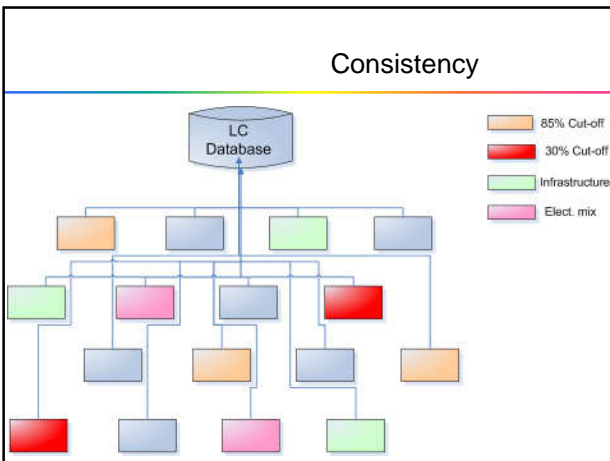 Consistency
LC
Database
85% Cut-off
30% Cut-off
Infrastructure
Elect. mix